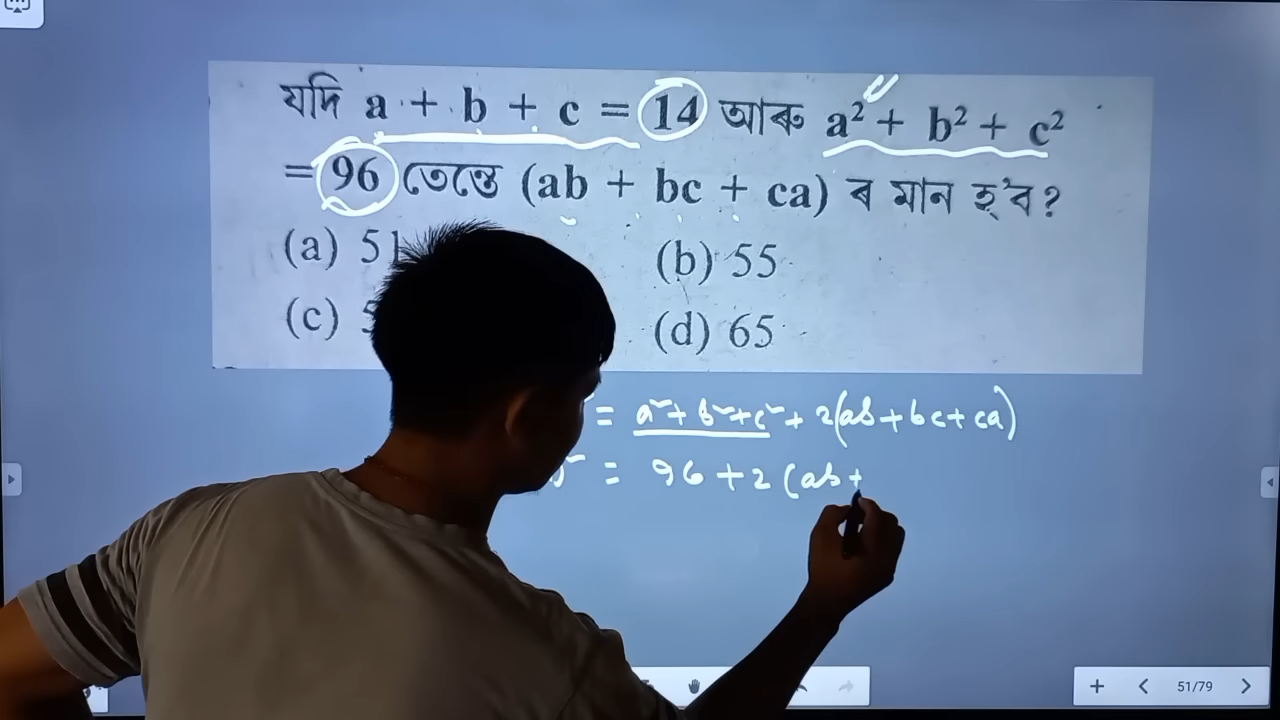 যদি a + b + c = 14 আৰু a² + b² + c²
= 96 তেন্তে (ab + bc + ca) ৰ মান হ'ব?
(a) 51 (b) 55
(c) (d) 65
= a² + b² + c² + 2(ab + bc + ca)
= 96 + 2 (ab +
51/79